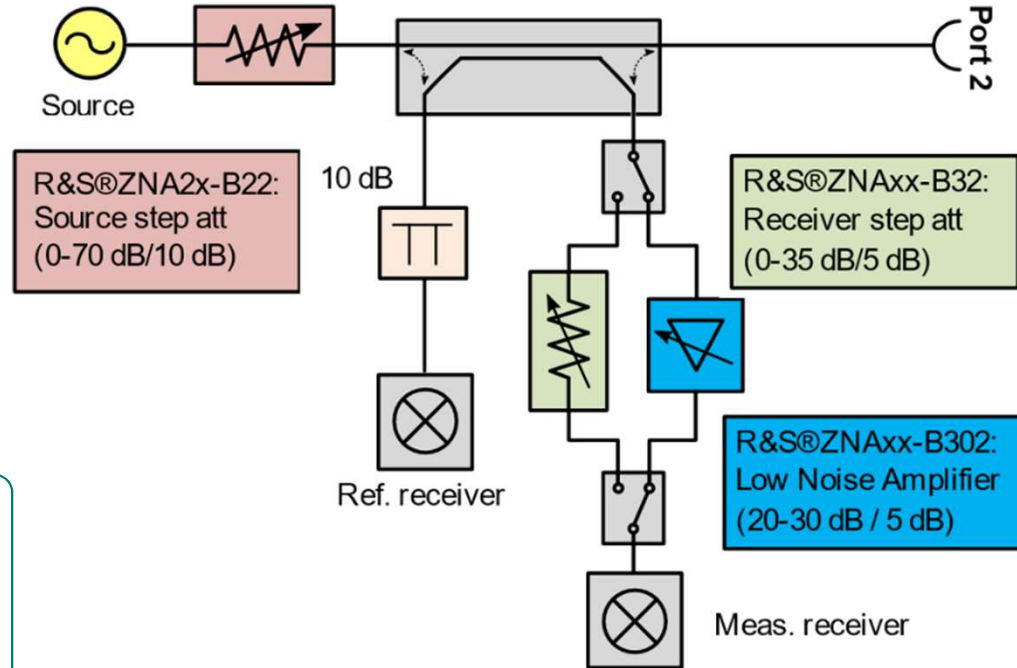 Port 2
Source
R&S®ZNA2x-B22:
Source step att
(0-70 dB/10 dB)
10 dB
R&S®ZNAxx-B32:
Receiver step att
(0-35 dB/5 dB)
Ref. receiver
R&S®ZNAxx-B302:
Low Noise Amplifier
(20-30 dB / 5 dB)
Meas. receiver